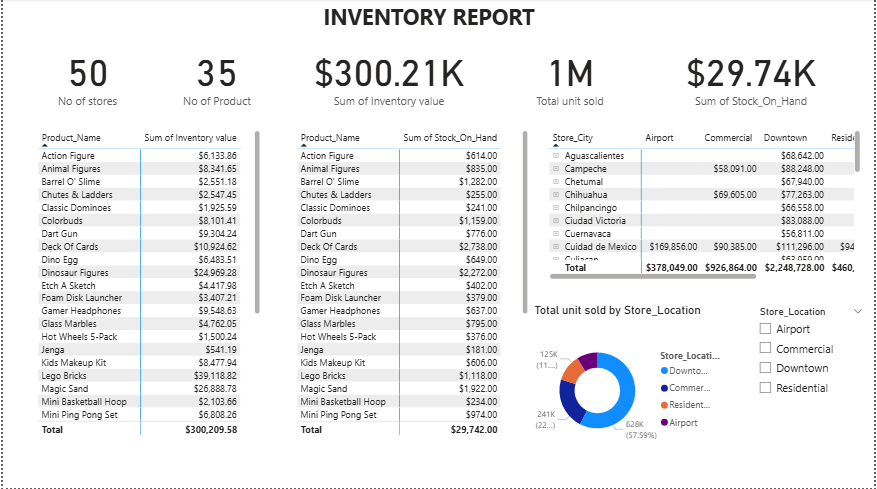 INVENTORY REPORT
50
No of stores
35
No of Product
$300.21K
Sum of Inventory value
1M
Total unit sold
$29.74K
Sum of Stock_On_Hand
Product_Name Sum of Inventory value
Action Figure $6,133.86
Animal Figures $8,341.65
Barrel O' Slime $2,551.18
Chutes & Ladders $2,547.45
Classic Dominoes $1,925.59
Colorbuds $8,101.41
Dart Gun $9,304.24
Deck Of Cards $10,924.62
Dino Egg $6,483.51
Dinosaur Figures $24,969.28
Etch A Sketch $4,417.98
Foam Disk Launcher $3,407.21
Gamer Headphones $9,548.63
Glass Marbles $4,762.05
Hot Wheels 5-Pack $1,500.24
Jenga $541.19
Kids Makeup Kit $8,477.94
Lego Bricks $39,118.82
Magic Sand $26,888.78
Mini Basketball Hoop $2,103.66
Mini Ping Pong Set $6,808.26
Total $300,209.58
Product_Name Sum of Stock_On_Hand
Action Figure $614.00
Animal Figures $835.00
Barrel O' Slime $1,282.00
Chutes & Ladders $255.00
Classic Dominoes $241.00
Colorbuds $1,159.00
Dart Gun $776.00
Deck Of Cards $2,738.00
Dino Egg $649.00
Dinosaur Figures $2,272.00
Etch A Sketch $402.00
Foam Disk Launcher $379.00
Gamer Headphones $637.00
Glass Marbles $795.00
Hot Wheels 5-Pack $376.00
Jenga $181.00
Kids Makeup Kit $606.00
Lego Bricks $1,118.00
Magic Sand $1,922.00
Mini Basketball Hoop $234.00
Mini Ping Pong Set $974.00
Total $29,742.00
Store_City Airport Commercial Downtown Reside
Aguascalientes $68,642.00
Campeche $58,091.00 $88,248.00
Chetumal $67,940.00
Chihuahua $69,605.00 $77,263.00
Chilpancingo $66,558.00
Ciudad Victoria $83,088.00
Cuernavaca $56,811.00
Cuidad de Mexico $169,856.00 $90,385.00 $111,296.00 $94
Total $378,049.00 $926,864.00 $2,248,728.00 $460,
Total unit sold by Store_Location
125K
(11....)
241K
(22...)
628K
(57.59%)
Store_Locati...
Downto...
Commer...
Resident...
Airport
Store_Location
Airport
Commercial
Downtown
Residential